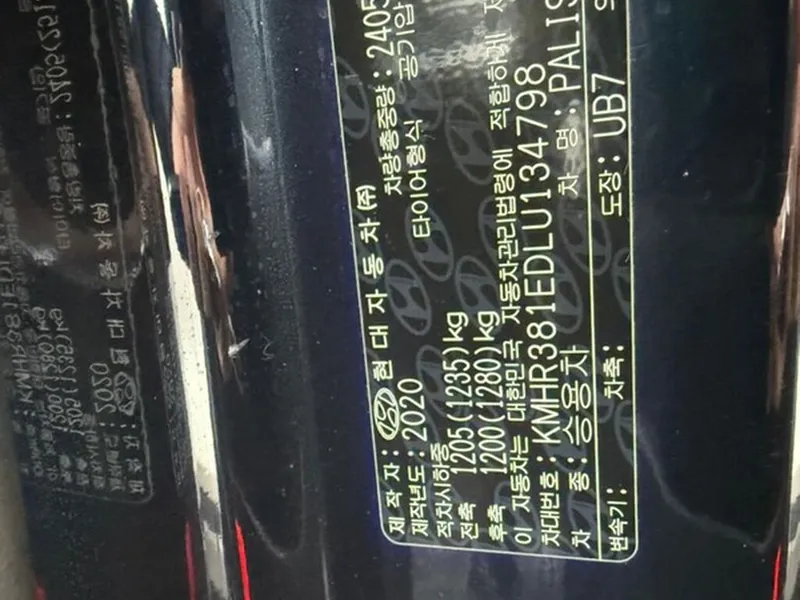 제 작 자 : 현 대 자 동 차 (주)
제작년도 : 2020 차량총중량 : 2405
적차시하중 타이어형식 공기압
전축 1205(1235)kg
후축 1200(1280)kg
이 자동차는 대한민국 자동차관리법령에 적합하게
차대번호 : KMHR381EDLU134798
차 종 : 승용차 차 명 : PALIS
변속기 : 차축 : 도장 : UB7